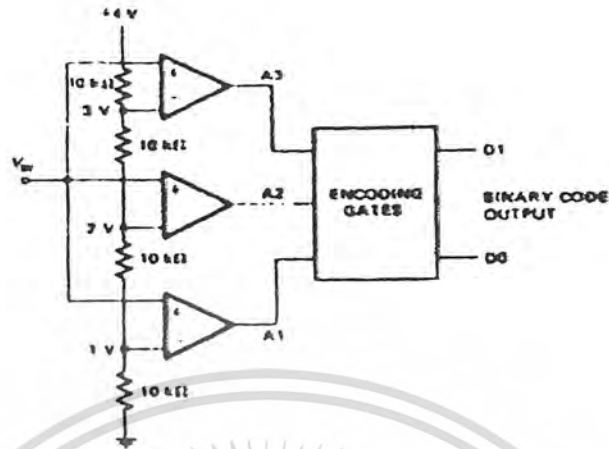 +4 V
10 kΩ
A3
3 V
10 kΩ
D1
VIN
A2
ENCODING
GATES
BINARY CODE
OUTPUT
2 V
10 kΩ
D0
1 V
A1
10 kΩ